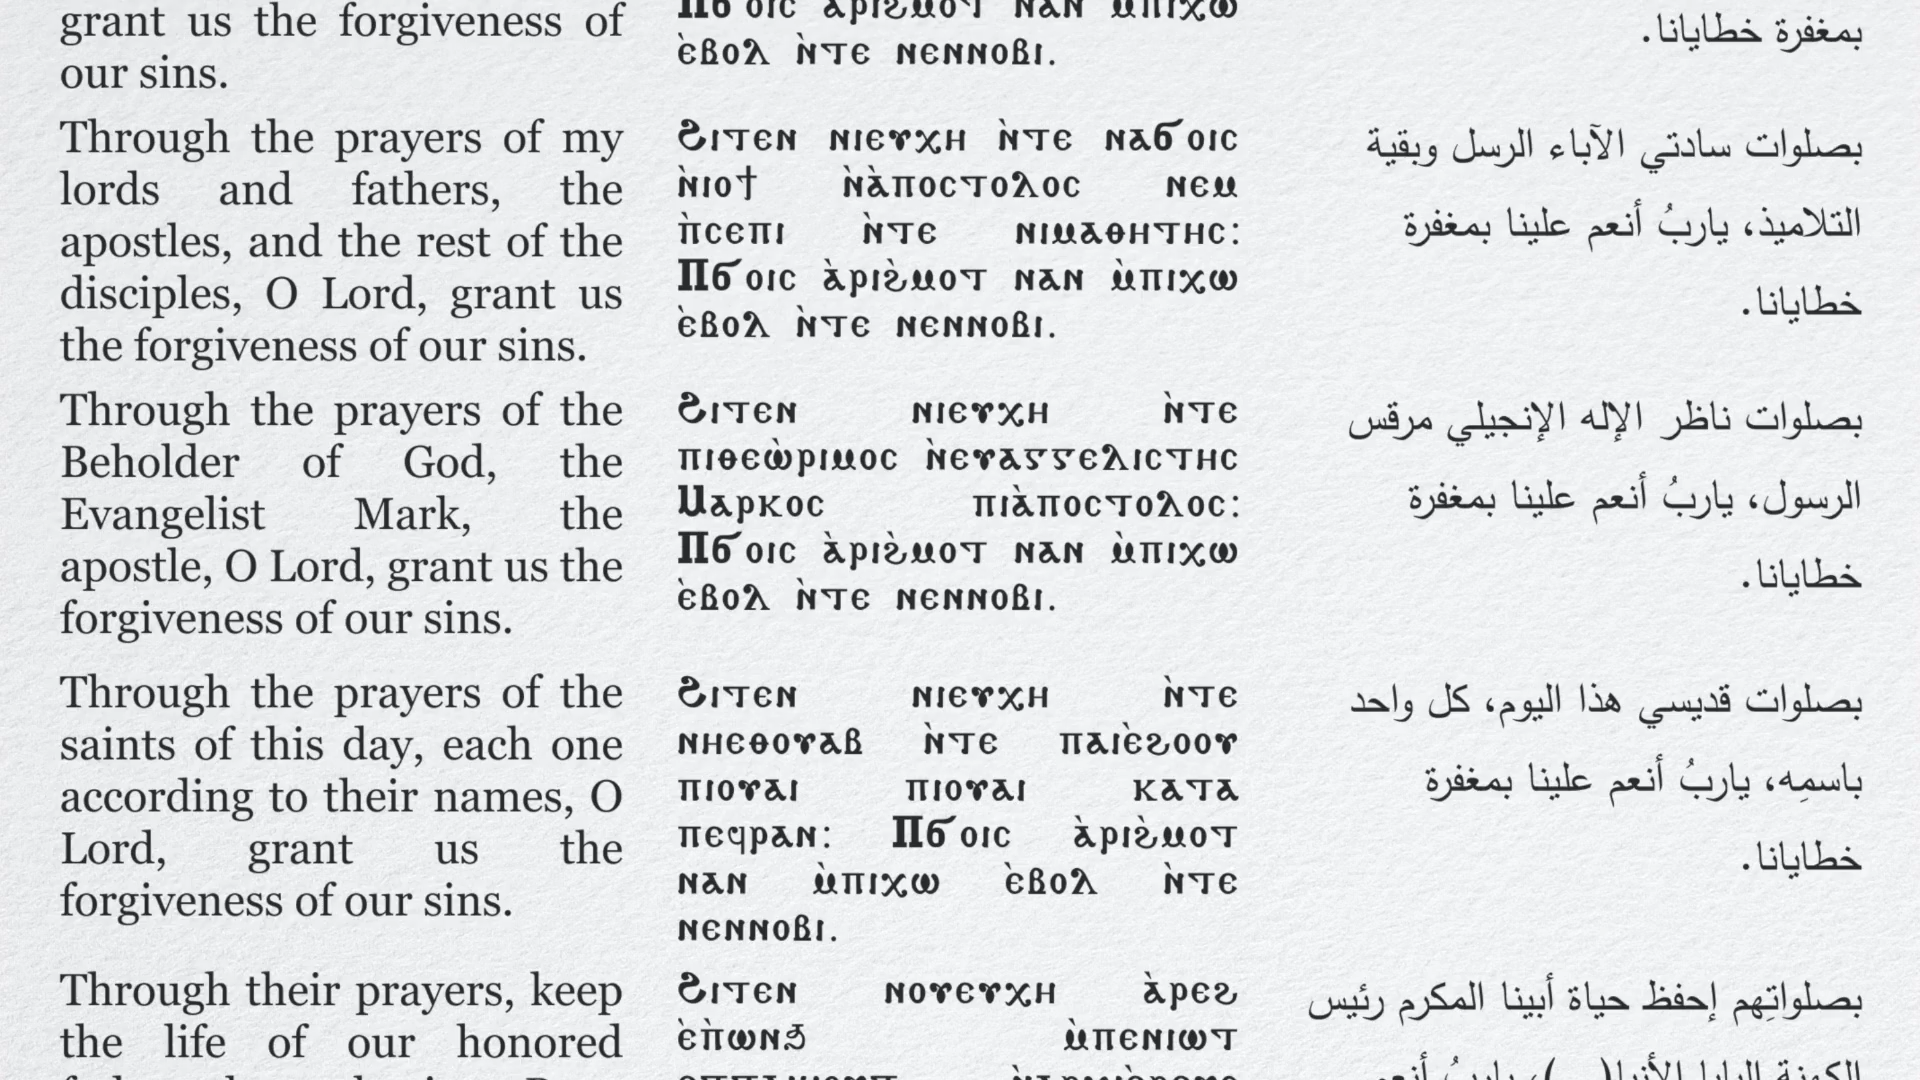 grant us the forgiveness of
our sins.
Through the prayers of my
lords and fathers, the
apostles, and the rest of the
disciples, O Lord, grant us
the forgiveness of our sins.
Through the prayers of the
Beholder of God, the
Evangelist Mark, the
apostle, O Lord, grant us the
forgiveness of our sins.
Through the prayers of the
saints of this day, each one
according to their names, O
Lord, grant us the
forgiveness of our sins.
Through their prayers, keep
the life of our honored
Ⲡϭⲟⲓⲥ ⲁ̀ⲣⲓϩ̀ⲙⲟⲧ ⲛⲁⲛ ⲙ̀ⲡⲓⲭⲱ
ⲉ̀ⲃⲟⲗ ⲛ̀ⲧⲉ ⲛⲉⲛⲛⲟⲃⲓ.
Ϩⲓⲧⲉⲛ ⲛⲓⲉⲩⲭⲏ ⲛ̀ⲧⲉ ⲛⲁϭⲟⲓⲥ
ⲛ̀ⲓⲟϯ ⲛ̀ⲁ̀ⲡⲟⲥⲧⲟⲗⲟⲥ ⲛⲉⲙ
ⲡ̀ⲥⲉⲡⲓ ⲛ̀ⲧⲉ ⲛⲓⲙⲁⲑⲏⲧⲏⲥ:
Ⲡϭⲟⲓⲥ ⲁ̀ⲣⲓϩ̀ⲙⲟⲧ ⲛⲁⲛ ⲙ̀ⲡⲓⲭⲱ
ⲉ̀ⲃⲟⲗ ⲛ̀ⲧⲉ ⲛⲉⲛⲛⲟⲃⲓ.
Ϩⲓⲧⲉⲛ ⲛⲓⲉⲩⲭⲏ ⲛ̀ⲧⲉ
ⲡⲓⲑⲉⲱ̀ⲣⲓⲙⲟⲥ ⲛ̀ⲉⲩⲁⲅⲅⲉⲗⲓⲥⲧⲏⲥ
Ⲙⲁⲣⲕⲟⲥ ⲡⲓⲁ̀ⲡⲟⲥⲧⲟⲗⲟⲥ:
Ⲡϭⲟⲓⲥ ⲁ̀ⲣⲓϩ̀ⲙⲟⲧ ⲛⲁⲛ ⲙ̀ⲡⲓⲭⲱ
ⲉ̀ⲃⲟⲗ ⲛ̀ⲧⲉ ⲛⲉⲛⲛⲟⲃⲓ.
Ϩⲓⲧⲉⲛ ⲛⲓⲉⲩⲭⲏ ⲛ̀ⲧⲉ
ⲛⲏⲉⲑⲟⲩⲁⲃ ⲛ̀ⲧⲉ ⲡⲁⲓⲉ̀ϩⲟⲟⲩ
ⲡⲓⲟⲩⲁⲓ ⲡⲓⲟⲩⲁⲓ ⲕⲁⲧⲁ
ⲡⲉϥⲣⲁⲛ: Ⲡϭⲟⲓⲥ ⲁ̀ⲣⲓϩ̀ⲙⲟⲧ
ⲛⲁⲛ ⲙ̀ⲡⲓⲭⲱ ⲉ̀ⲃⲟⲗ ⲛ̀ⲧⲉ
ⲛⲉⲛⲛⲟⲃⲓ.
Ϩⲓⲧⲉⲛ ⲛⲟⲩⲉⲩⲭⲏ ⲁ̀ⲣⲉϩ
ⲉ̀ⲡ̀ⲱⲛϧ ⲙ̀ⲡⲉⲛⲓⲱⲧ
بمغفرة خطايانا.
بصلوات سادتي الآباء الرسل وبقية
التلاميذ، ياربُ أنعم علينا بمغفرة
خطايانا.
بصلوات ناظر الإله الإنجيلي مرقس
الرسول، ياربُ أنعم علينا بمغفرة
خطايانا.
بصلوات قديسي هذا اليوم، كل واحد
باسمِه، ياربُ أنعم علينا بمغفرة
خطايانا.
بصلواتِهم إحفظ حياة أبينا المكرم رئيس